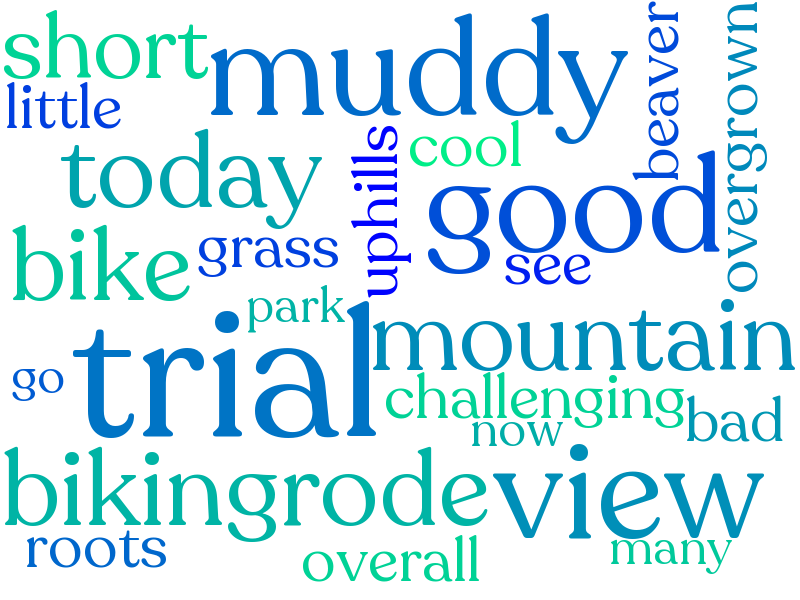 short
muddy
beaver
overgrown
little
today
uphills
cool
good
bike
grass
see
park
trial
mountain
go
challenging
now
bad
biking
rode
view
roots
overall
many